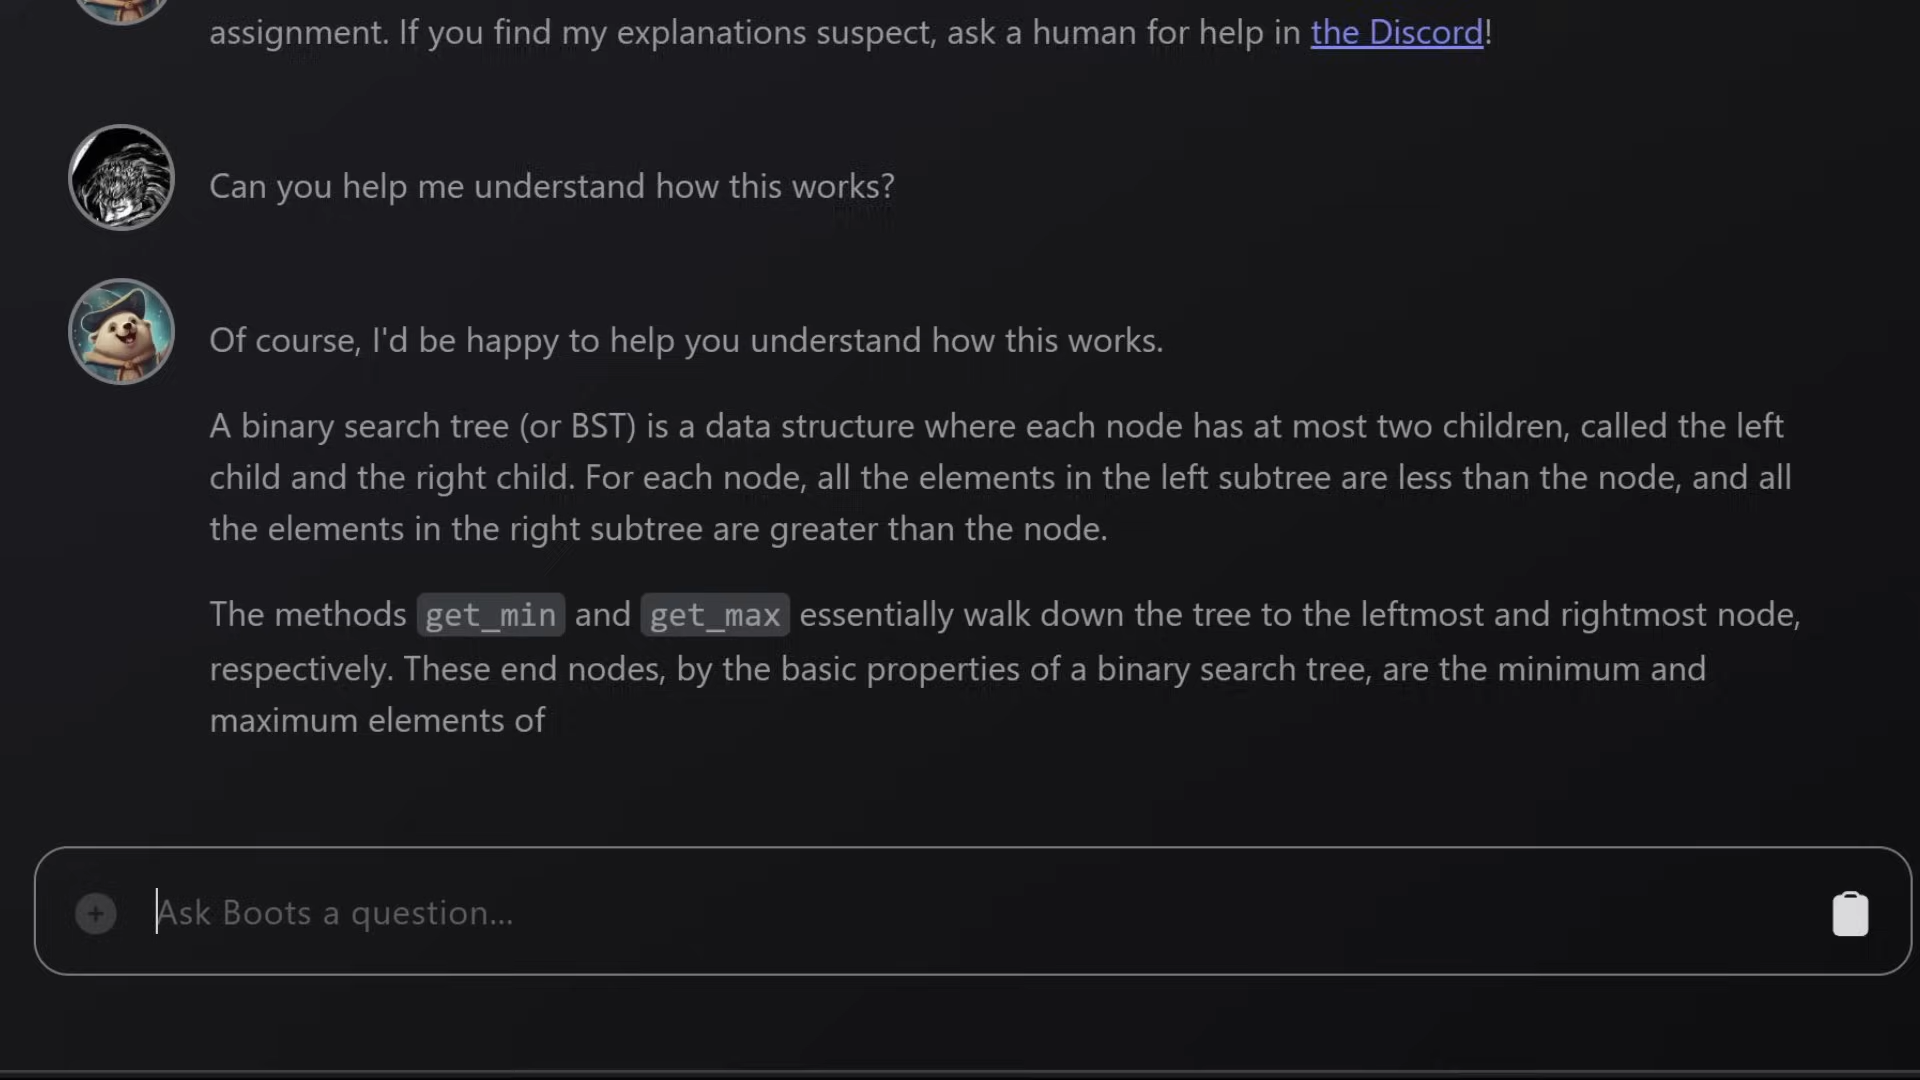 assignment. If you find my explanations suspect, ask a human for help in the Discord!
Can you help me understand how this works?
Of course, I'd be happy to help you understand how this works.
A binary search tree (or BST) is a data structure where each node has at most two children, called the left
child and the right child. For each node, all the elements in the left subtree are less than the node, and all
the elements in the right subtree are greater than the node.
The methods get_min and get_max essentially walk down the tree to the leftmost and rightmost node,
respectively. These end nodes, by the basic properties of a binary search tree, are the minimum and
maximum elements of
Ask Boots a question...